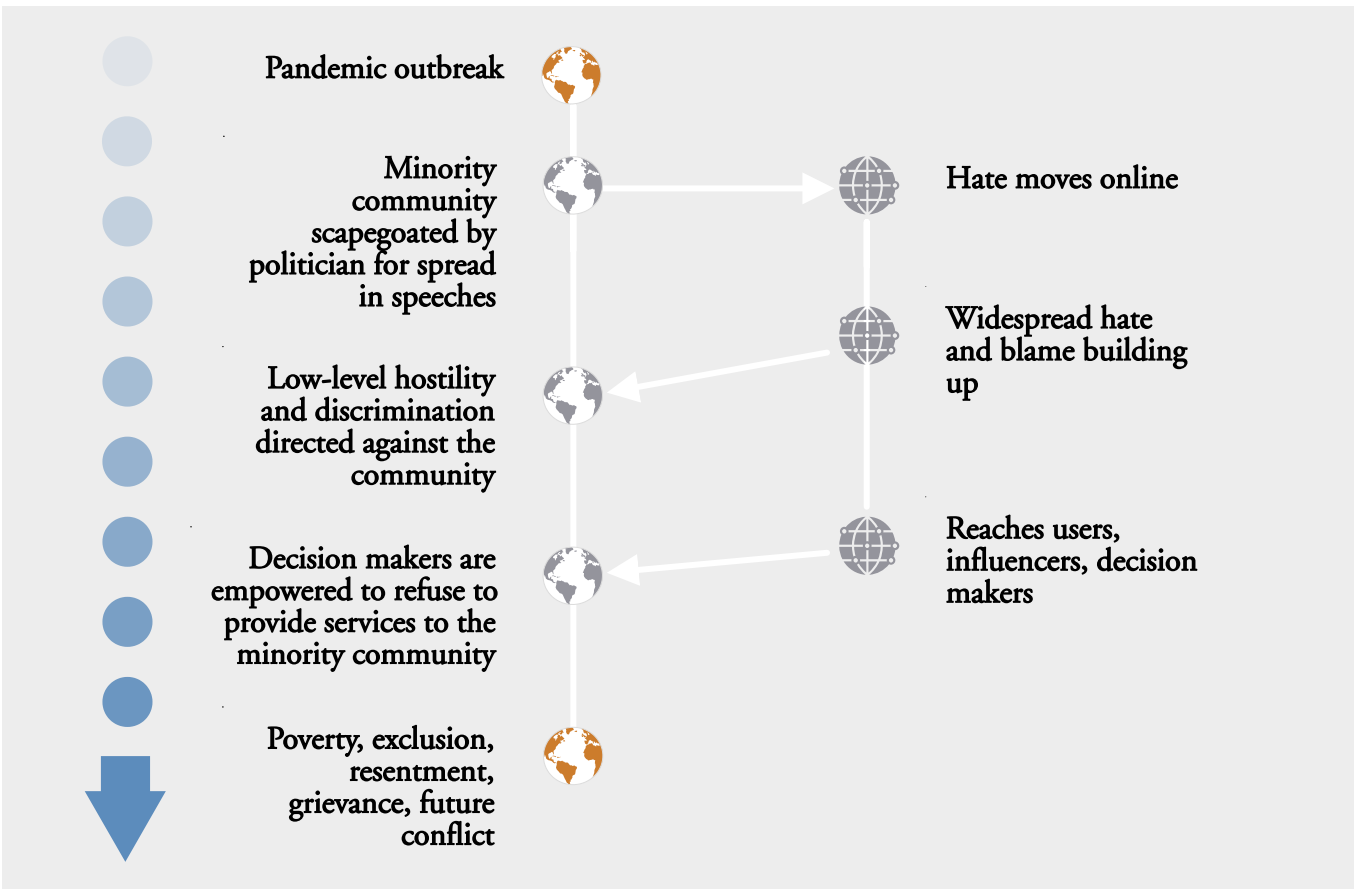 Pandemic outbreak
Minority
community
scapegoated by
politician for spread
in speeches
Hate moves online
Widespread hate
and blame building
up
Low-level hostility
and discrimination
directed against the
community
Reaches users,
influencers, decision
makers
Decision makers are
empowered to refuse to
provide services to the
minority community
Poverty, exclusion,
resentment,
grievance, future
conflict